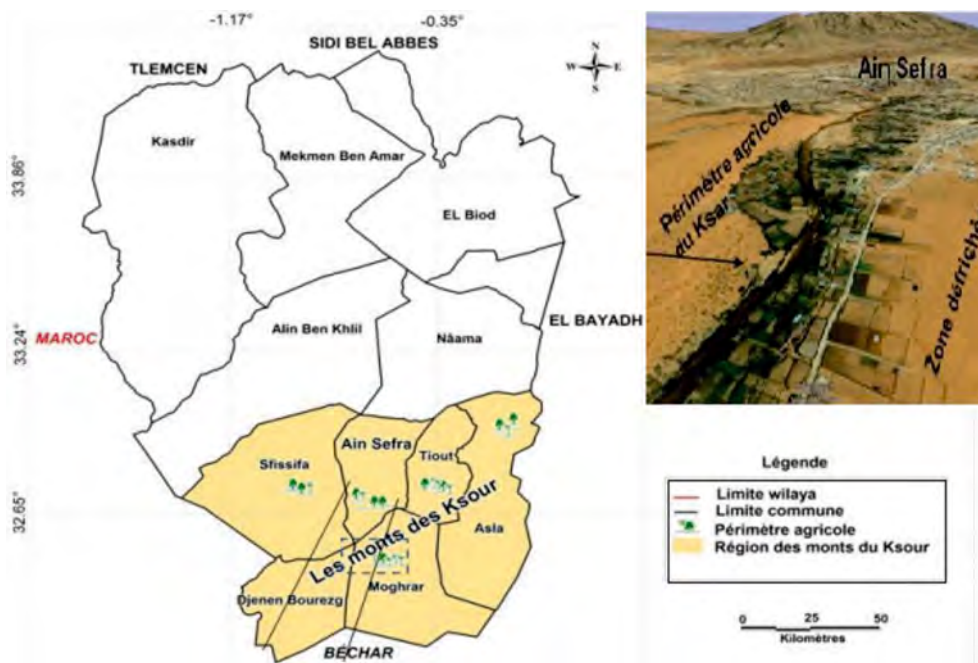 -1.17°
-0.35°
SIDI BEL ABBES
TLEMCEN
N
W E
S
Kasdir
Mekmen Ben Amar
33.86°
EL Biod
Alin Ben Khlil
Nâama
EL BAYADH
MAROC
33.24°
Ain Sefra
Sfissifa
Tiout
32.65°
Les monts des Ksour
Asla
Djenen Bourezg
Moghrar
BÉCHAR
Ain Sefra
Périmètre agricole
du Ksar
Zone défriché
Légende
Limite wilaya
Limite commune
Périmètre agricole
Région des monts du Ksour
0 25 50
Kilomètres